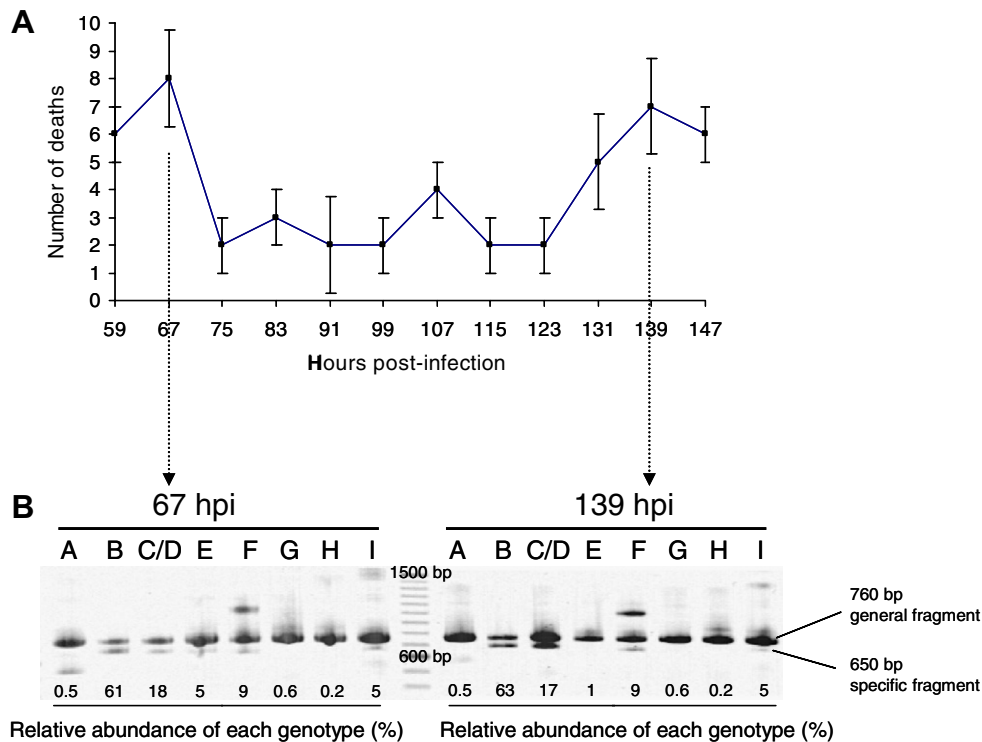 A
10
9
8
7
6
5
4
3
2
1
0
Number of deaths
59 67 75 83 91 99 107 115 123 131 139 147
Hours post-infection
B
67 hpi 139 hpi
A B C/D E F G H I A B C/D E F G H I
1500 bp
600 bp
760 bp
general fragment
650 bp
specific fragment
0.5 61 18 5 9 0.6 0.2 5 0.5 63 17 1 9 0.6 0.2 5
Relative abundance of each genotype (%) Relative abundance of each genotype (%)